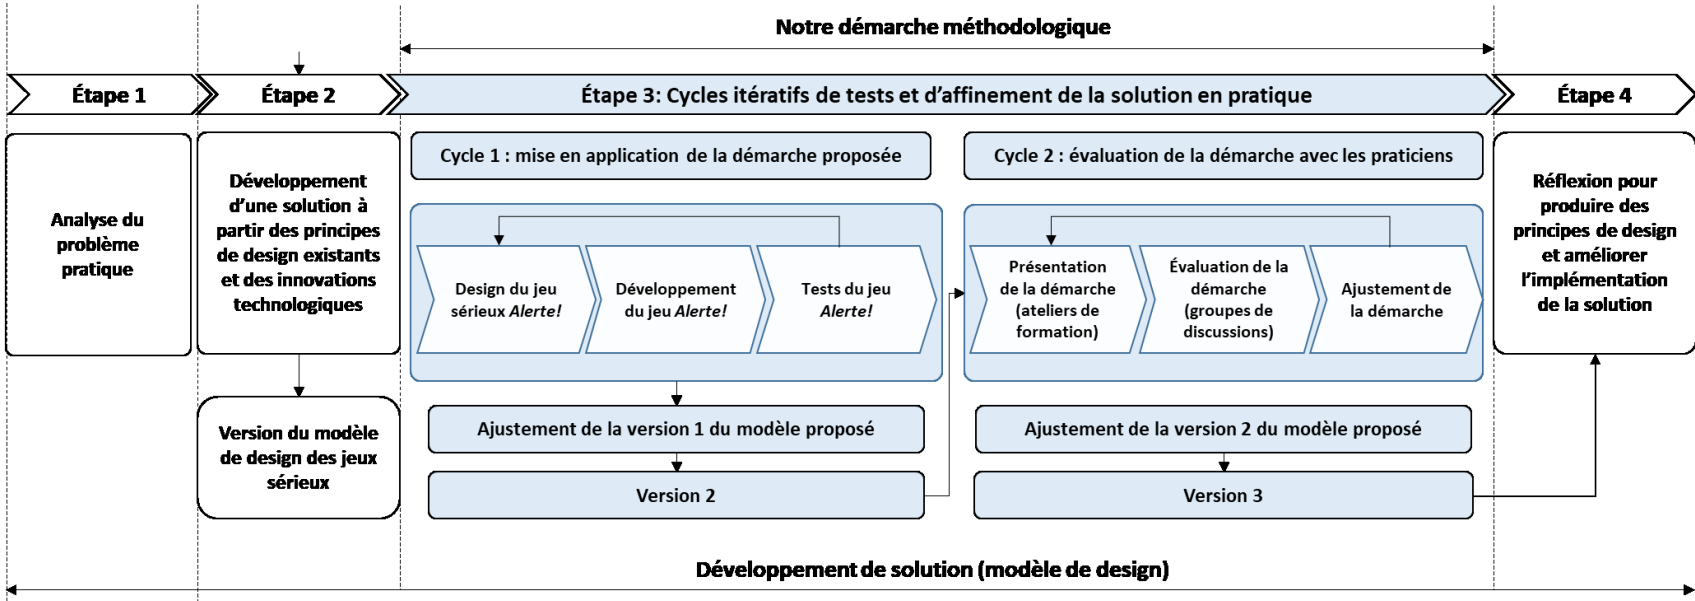 Notre démarche méthodologique
Étape 1
Étape 2
Étape 3: Cycles itératifs de tests et d’affinement de la solution en pratique
Étape 4
Analyse du
problème
pratique
Développement
d’une solution à
partir des principes
de design existants
et des innovations
technologiques
Version du modèle
de design des jeux
sérieux
Cycle 1 : mise en application de la démarche proposée
Design du jeu
sérieux Alerte!
Développement
du jeu Alerte!
Tests du jeu
Alerte!
Ajustement de la version 1 du modèle proposé
Version 2
Cycle 2 : évaluation de la démarche avec les praticiens
Présentation
de la démarche
(ateliers de
formation)
Évaluation de la
démarche
(groupes de
discussions)
Ajustement de
la démarche
Ajustement de la version 2 du modèle proposé
Version 3
Réflexion pour
produire des
principes de design
et améliorer
l’implémentation
de la solution
Développement de solution (modèle de design)